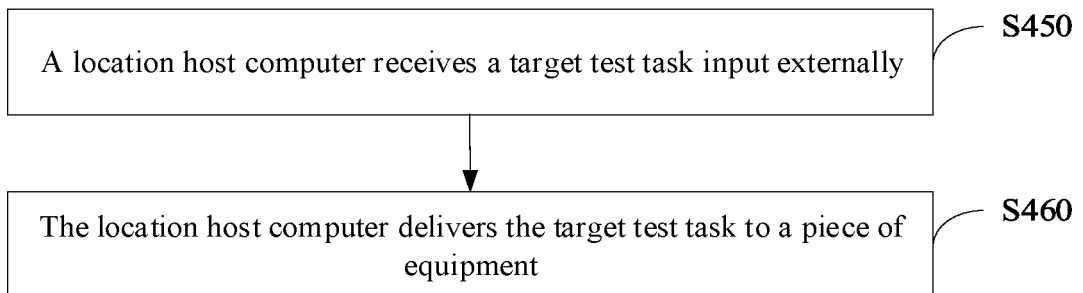 S450
A location host computer receives a target test task input externally
S460
The location host computer delivers the target test task to a piece of
equipment